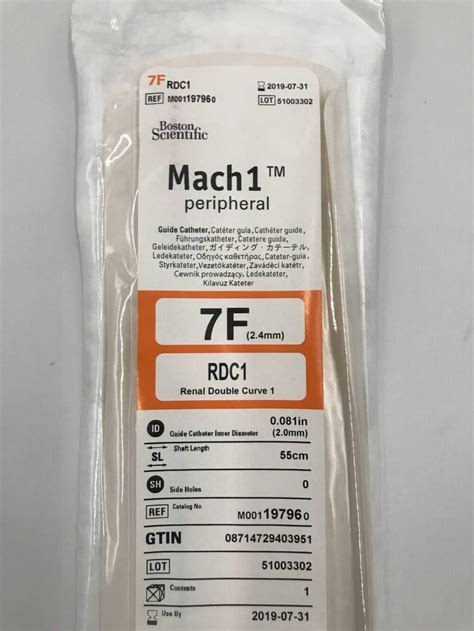 7F RDC1
2019-07-31
REF M001197960
LOT 51003302
Boston
Scientific
Mach1™
peripheral
Guide Catheter, Catéter guia, Cathéter guide,
Führungskatheter, Catetere guida,
Geleidekatheter, ガイディング・カテーテル,
Ledekateter, Οδηγός καθετήρας, Cateter-guia,
Styrkateter, Vezetőkatéter, Zaváděcí katétr,
Cewnik prowadzący, Ledekateter,
Kılavuz Kateter
7F (2.4mm)
RDC1
Renal Double Curve 1
ID Guide Catheter Inner Diameter 0.081in
(2.0mm)
SL Shaft Length 55cm
SH Side Holes 0
REF Catalog No. M001197960
GTIN 08714729403951
LOT 51003302
Contents 1
Use By 2019-07-31